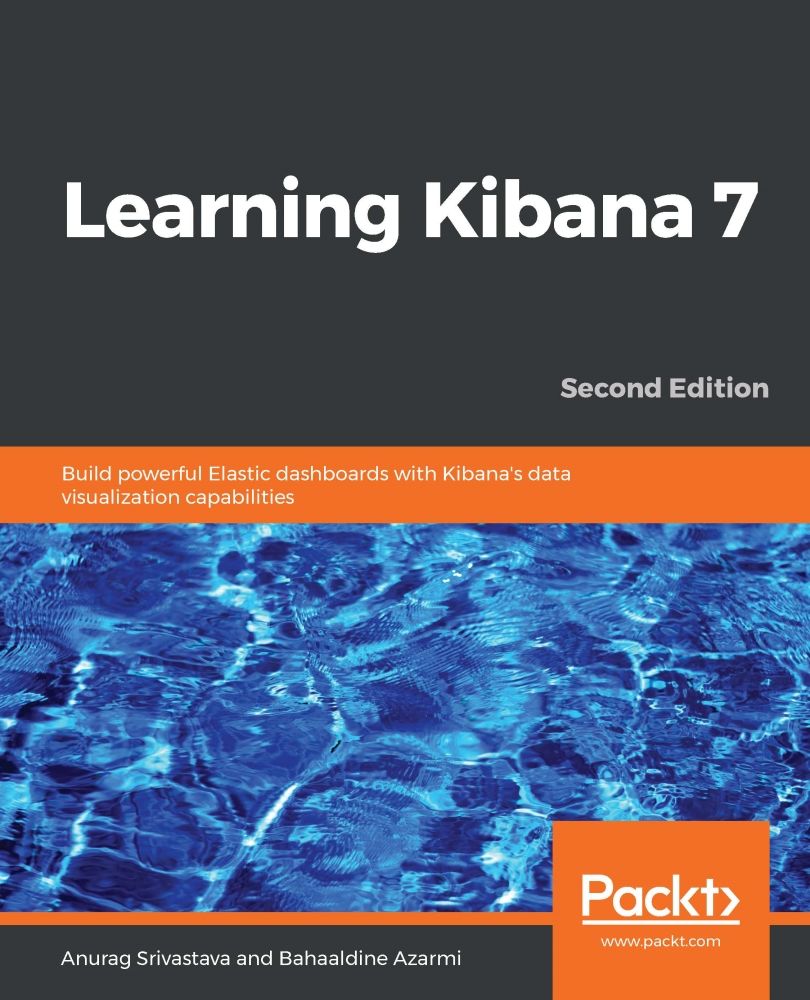 Learning Kibana 7
Second Edition
Build powerful Elastic dashboards with Kibana's data
visualization capabilities
Packt>
www.packt.com
Anurag Srivastava and Bahaaldine Azarmi